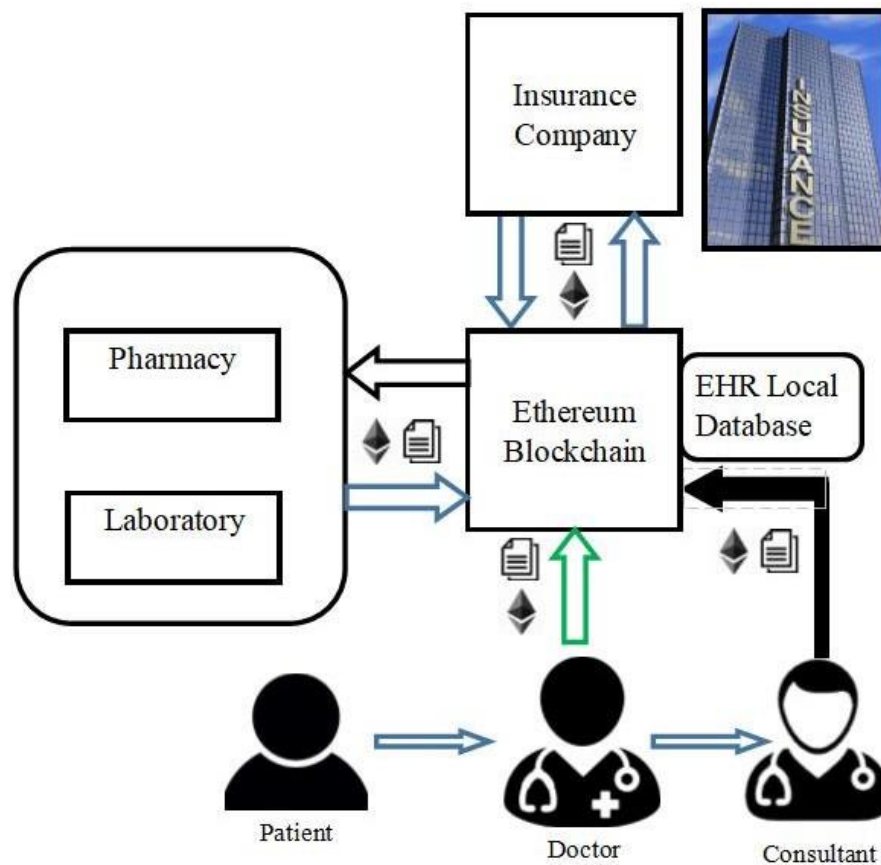 Insurance
Company
INSURANCE
Pharmacy
Laboratory
Ethereum
Blockchain
EHR Local
Database
Patient
Doctor
Consultant